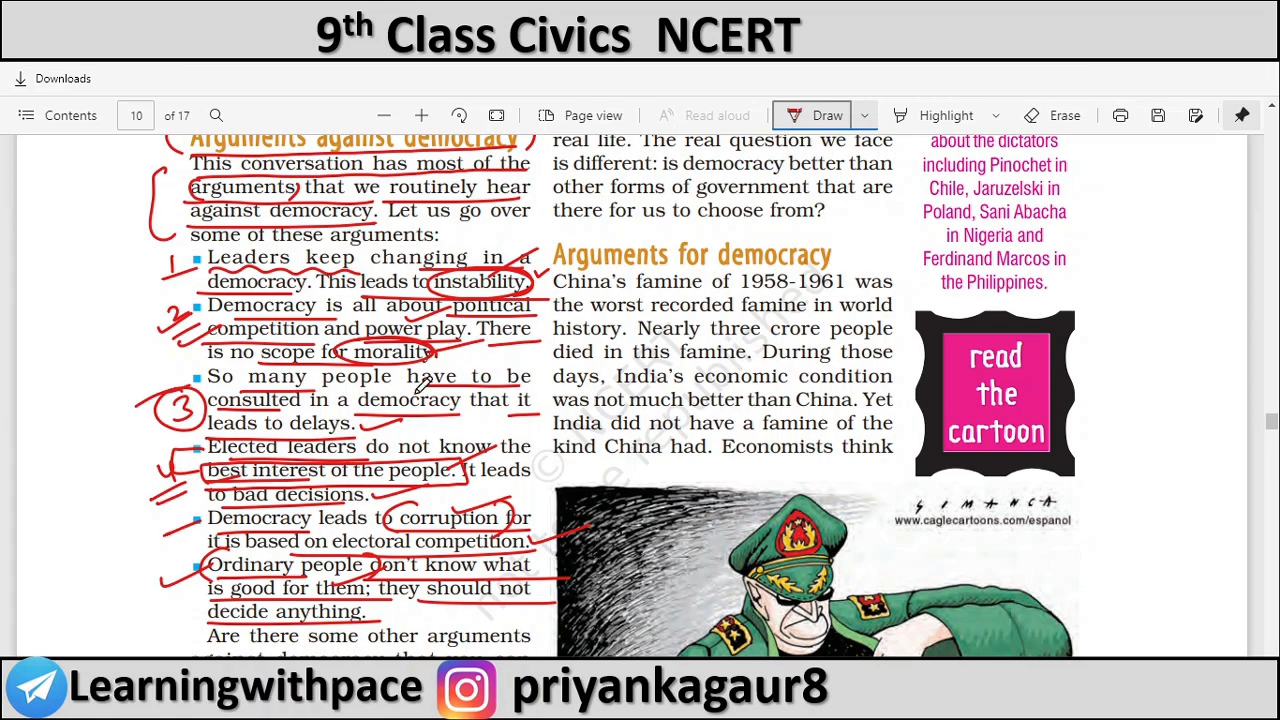 9th Class Civics NCERT
Downloads
Contents 10 of 17 Page view Read aloud Draw Highlight Erase
Arguments against democracy
This conversation has most of the
arguments that we routinely hear
against democracy. Let us go over
some of these arguments:
1 Leaders keep changing in a
democracy. This leads to instability.
2 Democracy is all about political
competition and power play. There
is no scope for morality.
So many people have to be
3 consulted in a democracy that it
leads to delays.
Elected leaders do not know the
4 best interest of the people. It leads
to bad decisions.
Democracy leads to corruption for
it is based on electoral competition.
Ordinary people don't know what
is good for them; they should not
decide anything.
Are there some other arguments
real life. The real question we face
is different: is democracy better than
other forms of government that are
there for us to choose from?
Arguments for democracy
China's famine of 1958-1961 was
the worst recorded famine in world
history. Nearly three crore people
died in this famine. During those
days, India's economic condition
was not much better than China. Yet
India did not have a famine of the
kind China had. Economists think
about the dictators
including Pinochet in
Chile, Jaruzelski in
Poland, Sani Abacha
in Nigeria and
Ferdinand Marcos in
the Philippines.
read
the
cartoon
SIMANCA
www.caglecartoons.com/espanol
© NCERT
not be republished
Learningwithpace priyankagaur8